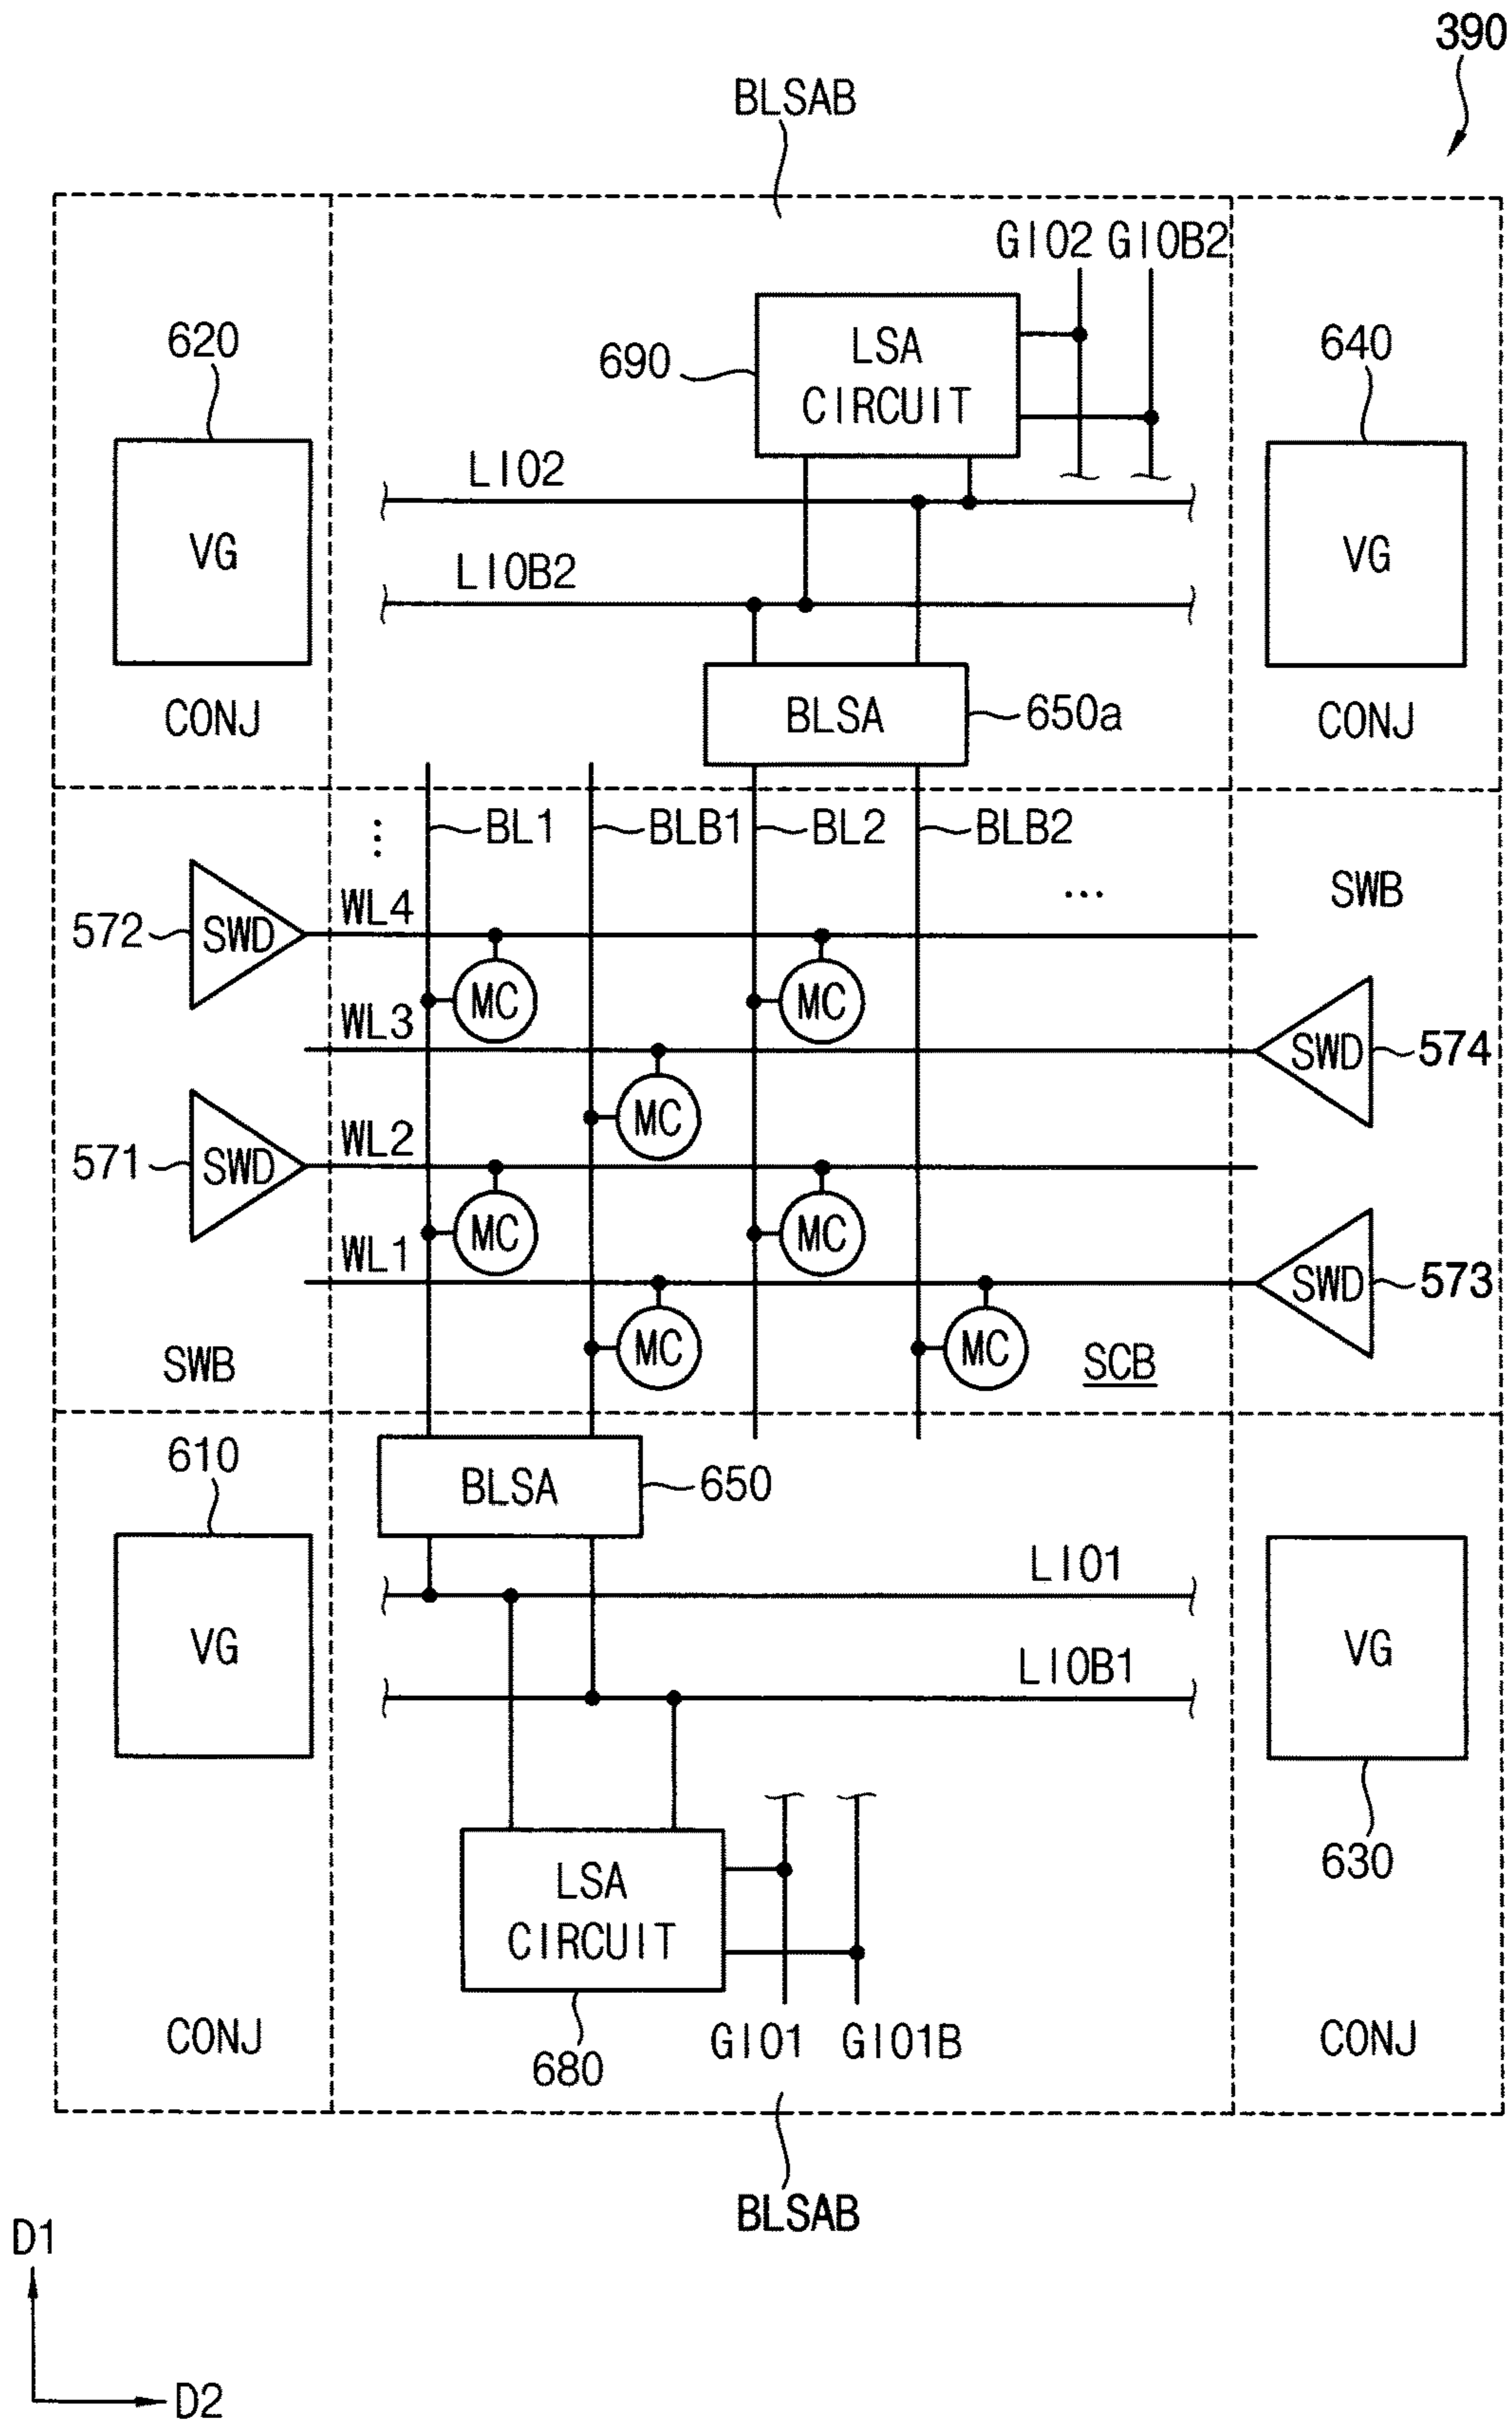 390
BLSAB
GIO2 GIOB2
620
690
LSA
CIRCUIT
640
LIO2
VG
VG
LIOB2
CONJ
BLSA
650a
CONJ
⋮
BL1
BLB1
BL2
BLB2
572
SWD
WL4
...
SWB
MC
MC
WL3
SWD
574
MC
571
SWD
WL2
MC
MC
WL1
SWD
573
MC
MC
SWB
SCB
610
BLSA
650
LIO1
VG
VG
LIOB1
LSA
CIRCUIT
630
CONJ
680
GIO1
GIO1B
CONJ
BLSAB
D1
D2